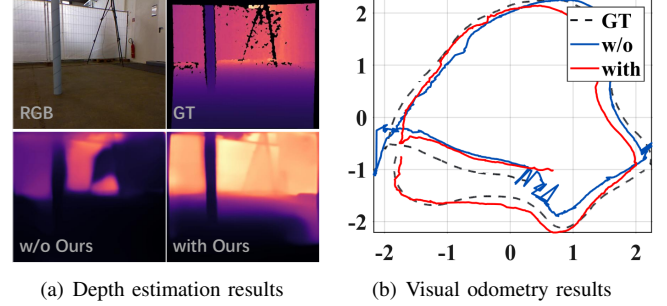 RGB
GT
w/o Ours
with Ours
(a) Depth estimation results
2
1
0
-1
-2
-2
-1
0
1
2
GT
w/o
with
(b) Visual odometry results